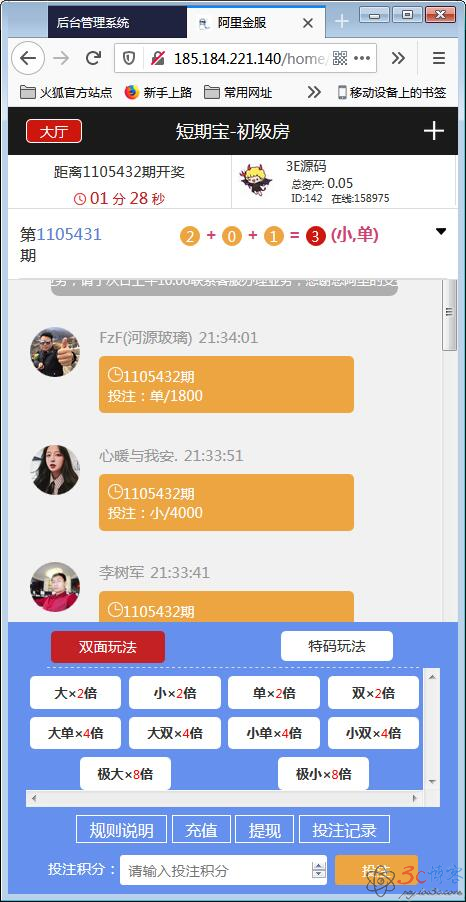 后台管理系统 阿里金服
185.184.221.140/home/
火狐官方站点 新手上路 常用网址 移动设备上的书签
大厅 短期宝-初级房
距离1105432期开奖
01 分 28 秒
3E源码
总资产: 0.05
ID:142 在线:158975
第1105431
期
2 + 0 + 1 = 3 (小,单)
FzF(河源玻璃) 21:34:01
1105432期
投注：单/1800
心暖与我安. 21:33:51
1105432期
投注：小/4000
李树军 21:33:41
1105432期
双面玩法 特码玩法
大×2倍 小×2倍 单×2倍 双×2倍
大单×4倍 大双×4倍 小单×4倍 小双×4倍
极大×8倍 极小×8倍
规则说明 充值 提现 投注记录
投注积分： 请输入投注积分 投注
3c博客